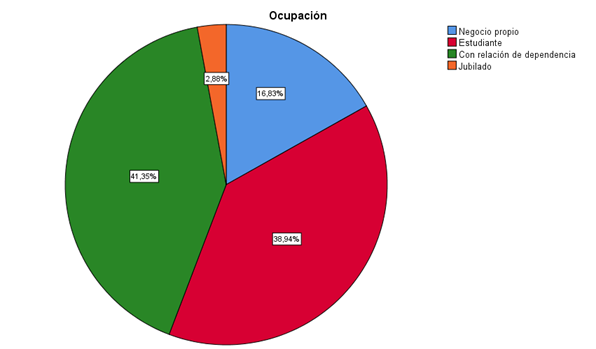 Ocupación
Negocio propio
Estudiante
Con relación de dependencia
Jubilado
2,88%
16,83%
41,35%
38,94%